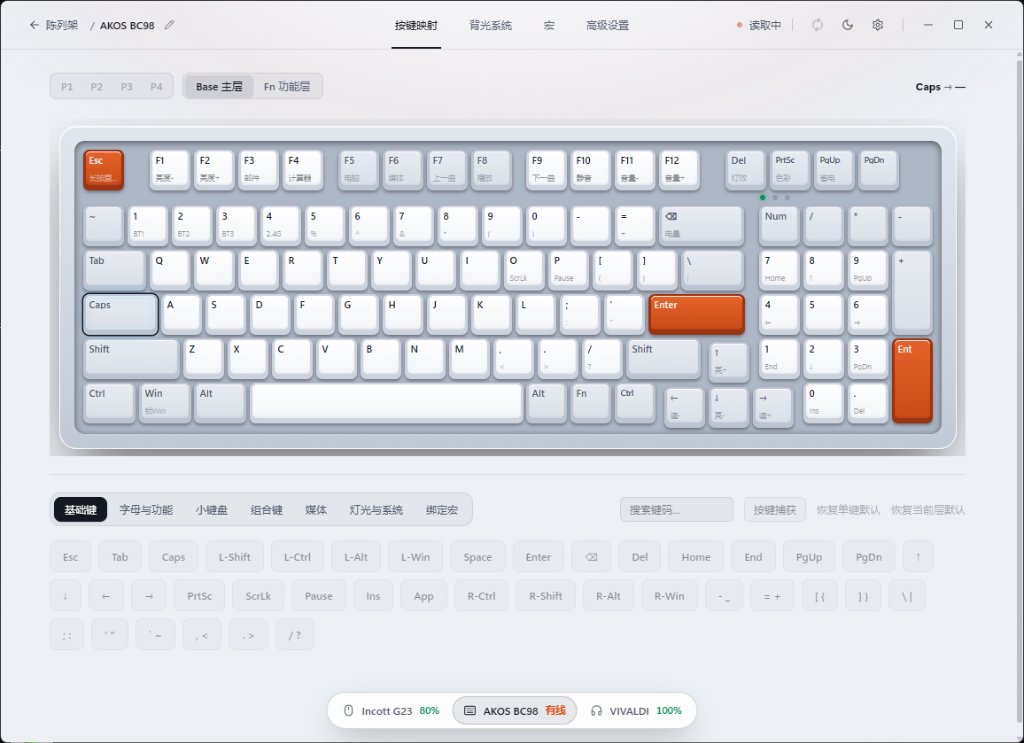 ← 陈列架 / AKOS BC98 按键映射 背光系统 宏 高级设置 读取中
P1 P2 P3 P4 Base 主层 Fn 功能层 Caps → —
Esc F1 F2 F3 F4 F5 F6 F7 F8 F9 F10 F11 F12 Del PrtSc PgUp PgDn
长按重... 亮度- 亮度+ 邮件 计算器 电脑 媒体 上一曲 播放 下一曲 静音 音量- 音量+ 灯效 色彩 省电
~ 1 2 3 4 5 6 7 8 9 0 - = ⌫ Num / * -
` BT1 BT2 BT3 2.4G % ^ & * ( ) _ + 电量
Tab Q W E R T Y U I O P [ ] \ 7 8 9 +
ScrLk Pause { } | Home ↑ PgUp
Caps A S D F G H J K L ; ' Enter 4 5 6
: " ← →
Shift Z X C V B N M , . / Shift ↑ 1 2 3 Ent
< > ? 亮+ End ↓ PgDn
Ctrl Win Alt Alt Fn Ctrl ← ↓ → 0 .
锁Win 速- 亮- 速+ Ins Del
基础键 字母与功能 小键盘 组合键 媒体 灯光与系统 绑定宏 搜索键码... 按键捕获 恢复单键默认 恢复当前层默认
Esc Tab Caps L-Shift L-Ctrl L-Alt L-Win Space Enter ⌫ Del Home End PgUp PgDn ↑
↓ ← → PrtSc ScrLk Pause Ins App R-Ctrl R-Shift R-Alt R-Win - _ = + [ { ] } \ |
; : ' " ` ~ , < . > / ?
Incott G23 80% AKOS BC98 有线 VIVALDI 100%